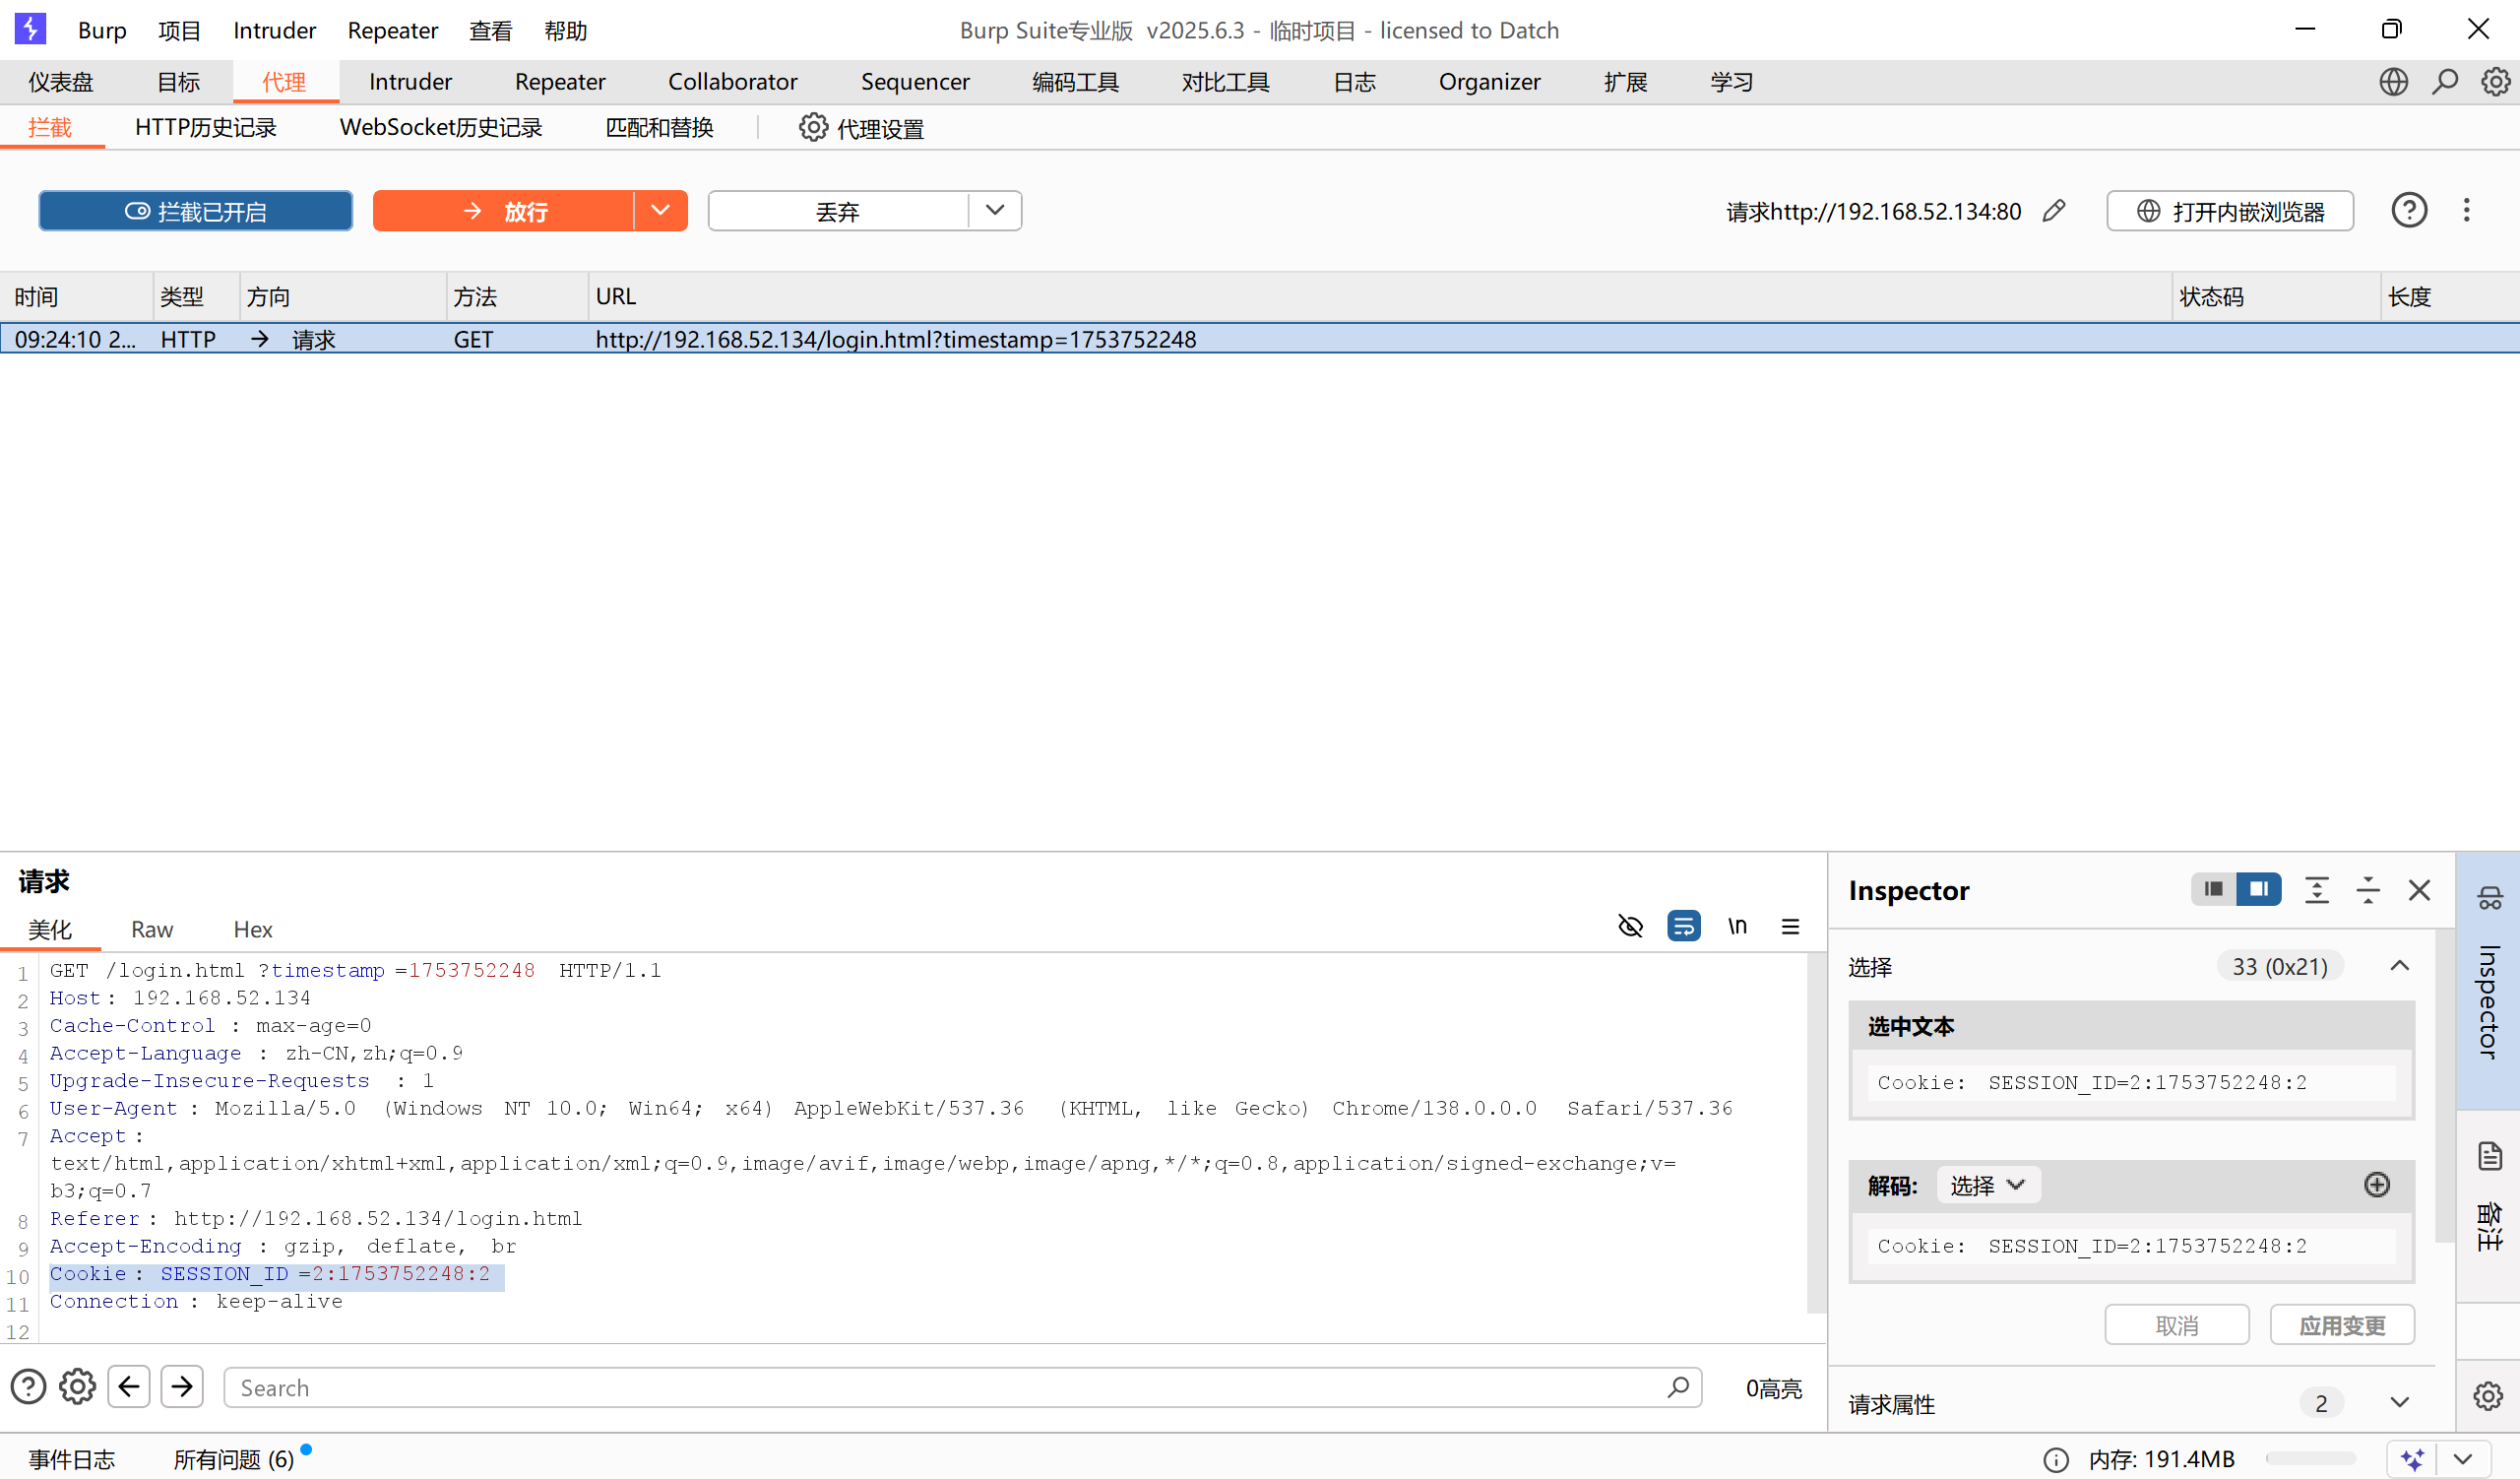 Burp 项目 Intruder Repeater 查看 帮助 Burp Suite专业版 v2025.6.3 - 临时项目 - licensed to Datch
仪表盘 目标 代理 Intruder Repeater Collaborator Sequencer 编码工具 对比工具 日志 Organizer 扩展 学习
拦截 HTTP历史记录 WebSocket历史记录 匹配和替换 代理设置
拦截已开启 放行 丢弃 请求http://192.168.52.134:80 打开内嵌浏览器
时间 类型 方向 方法 URL 状态码 长度
09:24:10 2... HTTP → 请求 GET http://192.168.52.134/login.html?timestamp=1753752248
请求
美化 Raw Hex \n
1 GET /login.html ?timestamp =1753752248 HTTP/1.1
2 Host : 192.168.52.134
3 Cache-Control : max-age=0
4 Accept-Language : zh-CN,zh;q=0.9
5 Upgrade-Insecure-Requests : 1
6 User-Agent : Mozilla/5.0 (Windows NT 10.0; Win64; x64) AppleWebKit/537.36 (KHTML, like Gecko) Chrome/138.0.0.0 Safari/537.36
7 Accept :
text/html,application/xhtml+xml,application/xml;q=0.9,image/avif,image/webp,image/apng,*/*;q=0.8,application/signed-exchange;v=
b3;q=0.7
8 Referer : http://192.168.52.134/login.html
9 Accept-Encoding : gzip, deflate, br
10 Cookie : SESSION_ID =2:1753752248:2
11 Connection : keep-alive
12
Search 0高亮
Inspector
选择 33 (0x21)
选中文本
Cookie: SESSION_ID=2:1753752248:2
解码: 选择
Cookie: SESSION_ID=2:1753752248:2
取消 应用变更
请求属性 2
Inspector
备注
事件日志 所有问题 (6) 内存: 191.4MB